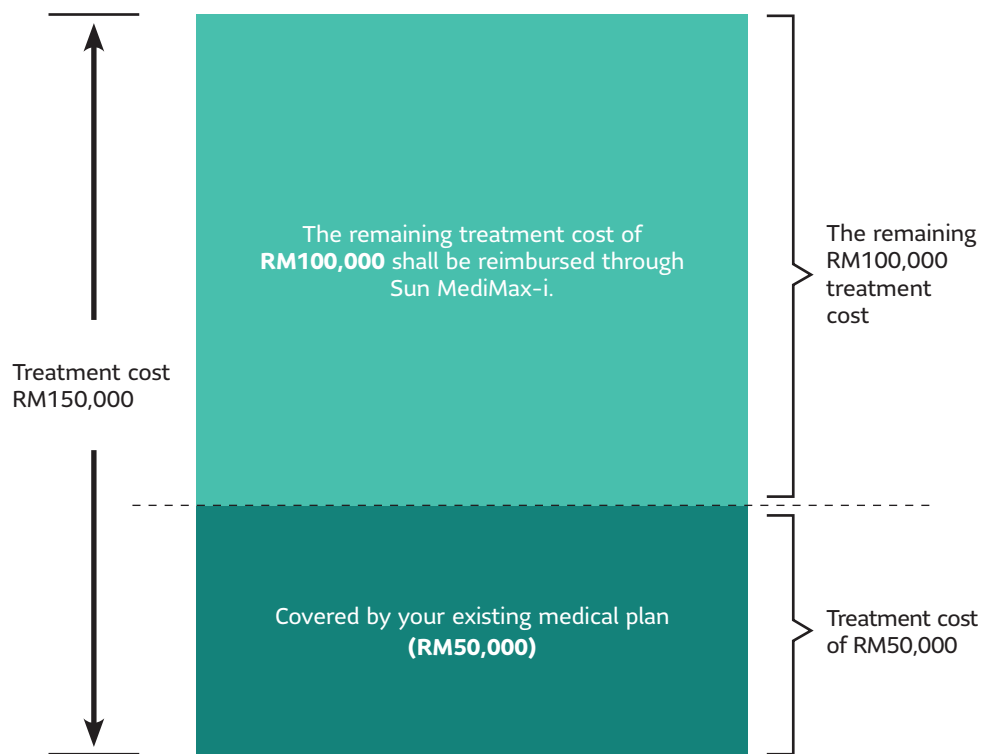 The remaining treatment cost of
RM100,000 shall be reimbursed through
Sun MediMax-i.
The remaining
RM100,000
treatment
cost
Treatment cost
RM150,000
Covered by your existing medical plan
(RM50,000)
Treatment cost
of RM50,000